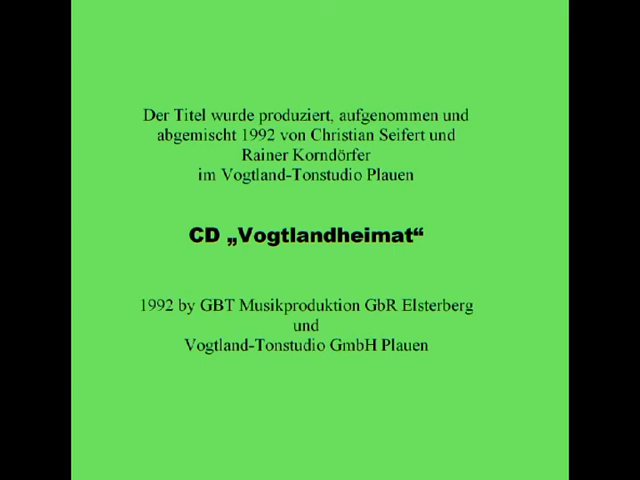 Der Titel wurde produziert, aufgenommen und
abgemischt 1992 von Christian Seifert und
Rainer Korndörfer
im Vogtland-Tonstudio Plauen
CD „Vogtlandheimat“
1992 by GBT Musikproduktion GbR Elsterberg
und
Vogtland-Tonstudio GmbH Plauen